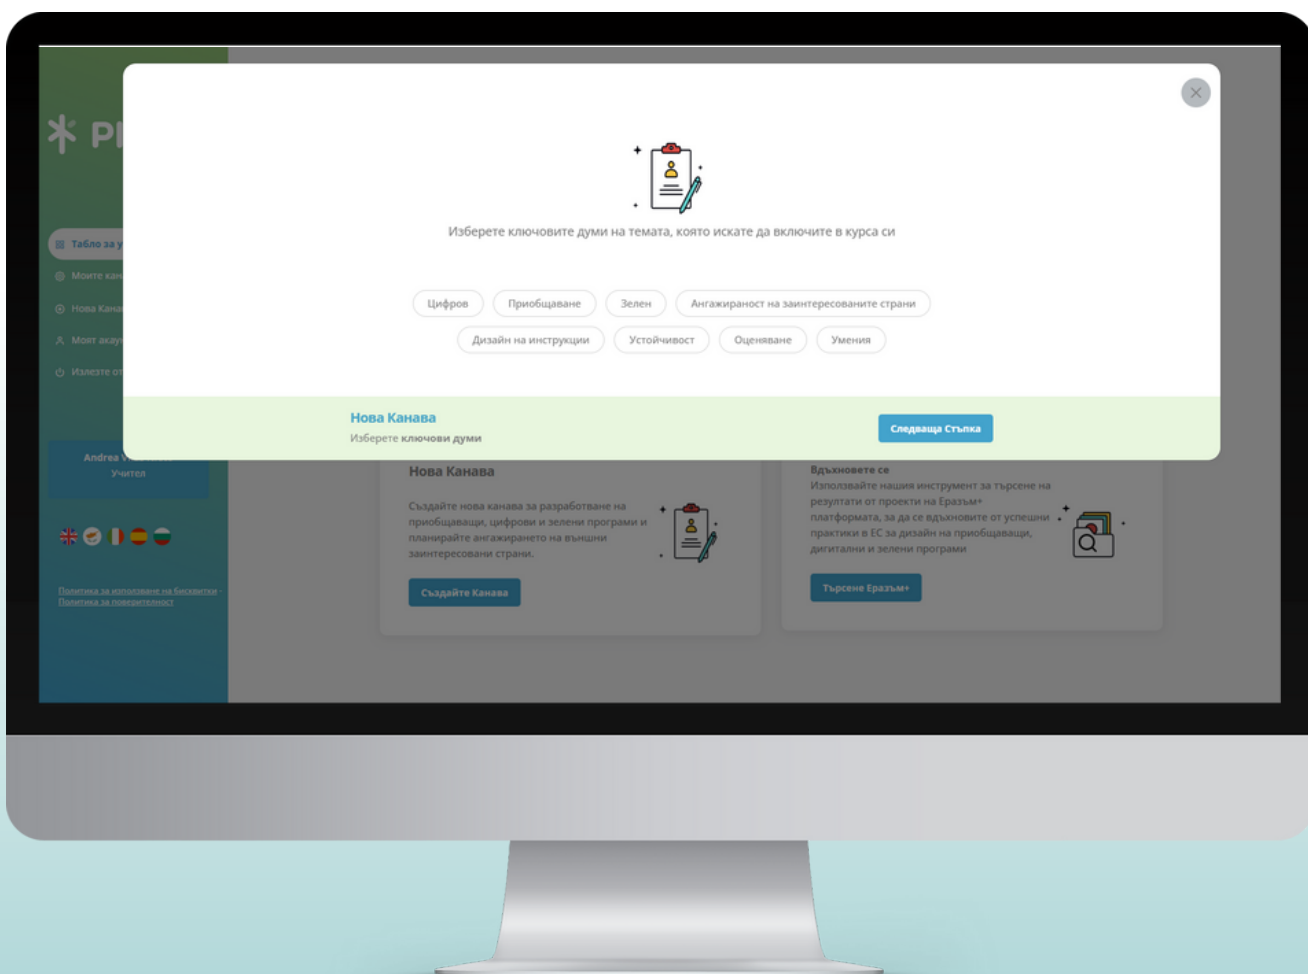 Изберете ключовите думи на темата, която искате да включите в курса си
Цифров
Приобщаване
Зелен
Ангажираност на заинтересованите страни
Дизайн на инструкции
Устойчивост
Оценяване
Умения
Нова Канава
Изберете ключови думи
Следваща Стъпка
Табло за
Моите
Нова
Моят
Излезте от
Andrea
Учител
Политика за използване на бисквитки -
Политика за поверителност
Нова Канава
Създайте нова канава за разработване на
приобщаващи, цифрови и зелени програми и
планирайте ангажирането на външни
заинтересовани страни.
Създайте Канава
Вдъхновете се
Използвайте нашия инструмент за търсене на
резултати от проекти на Еразъм+
платформата, за да се вдъхновите от успешни
практики в ЕС за дизайн на приобщаващи,
дигитални и зелени програми
Търсене Еразъм+